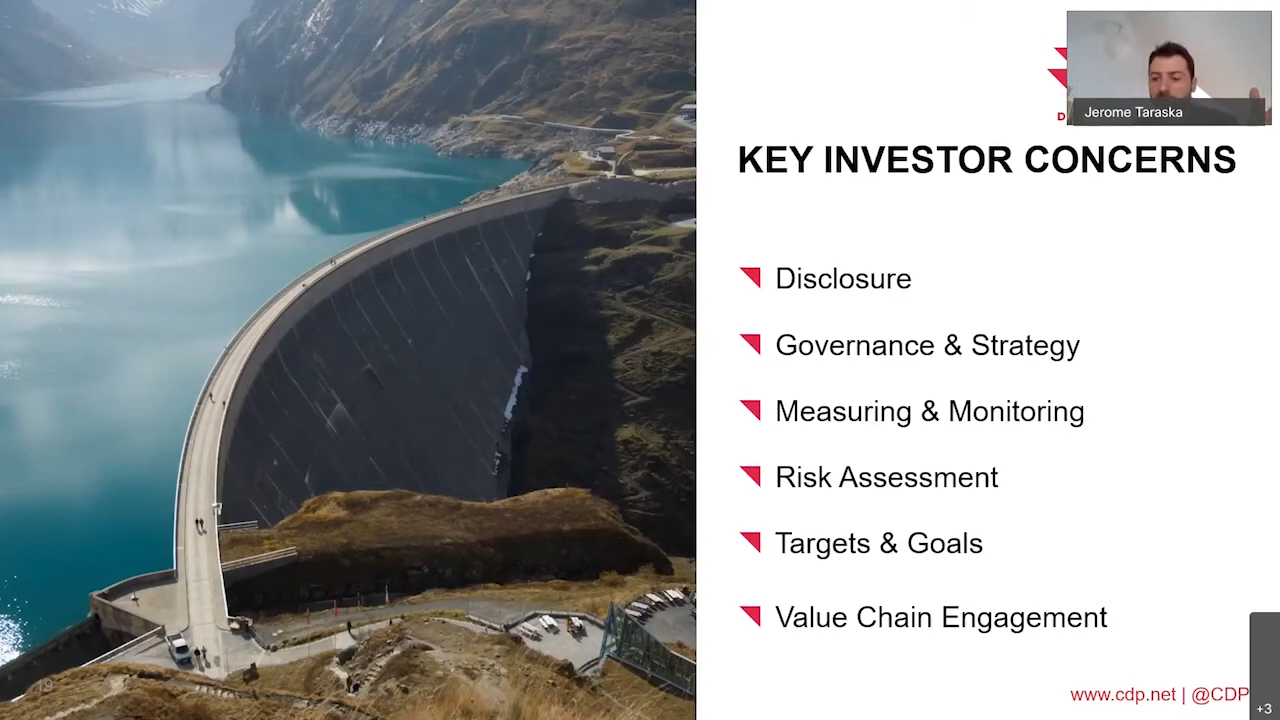 Jerome Taraska
D
KEY INVESTOR CONCERNS
Disclosure
Governance & Strategy
Measuring & Monitoring
Risk Assessment
Targets & Goals
Value Chain Engagement
19
www.cdp.net | @CDP
+3